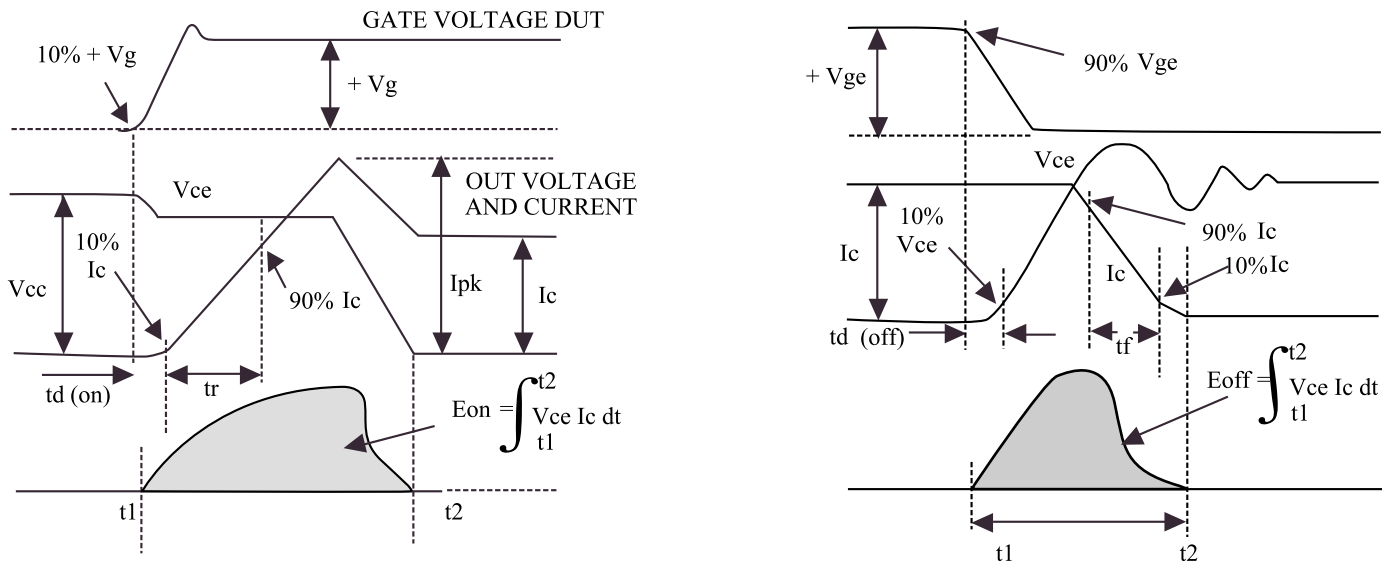 GATE VOLTAGE DUT
10% + Vg
+ Vg
Vce
OUT VOLTAGE
AND CURRENT
10%
Ic
Vcc
90% Ic
Ipk
Ic
td (on)
tr
Eon = ∫ t2
Vce Ic dt
t1
t1
t2
90% Vge
+ Vge
Vce
10%
Vce
90% Ic
Ic
Ic
10% Ic
td (off)
tf
Eoff = ∫ t2
Vce Ic dt
t1
t1
t2